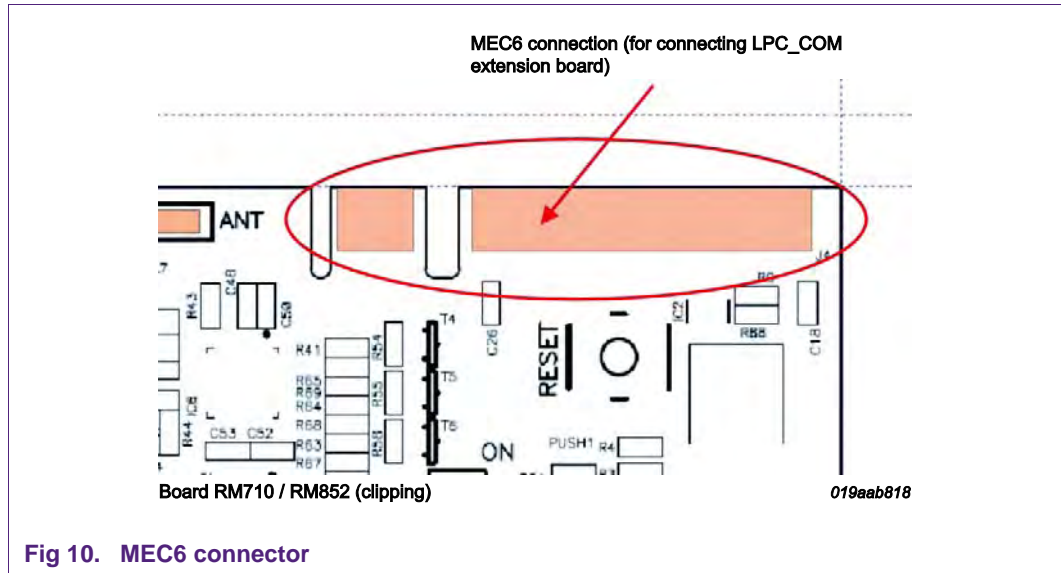 MEC6 connection (for connecting LPC_COM
extension board)
ANT
J4
C48
R43
C50
C26
IC2
R88
C18
T4
R54
R41
RESET
R65
R69
R55
T5
R64
IC6
R68
T6
R44
C53
C52
R63
R58
ON
PUSH1
R4
R67
Board RM710 / RM852 (clipping)
019aab818
Fig 10. MEC6 connector